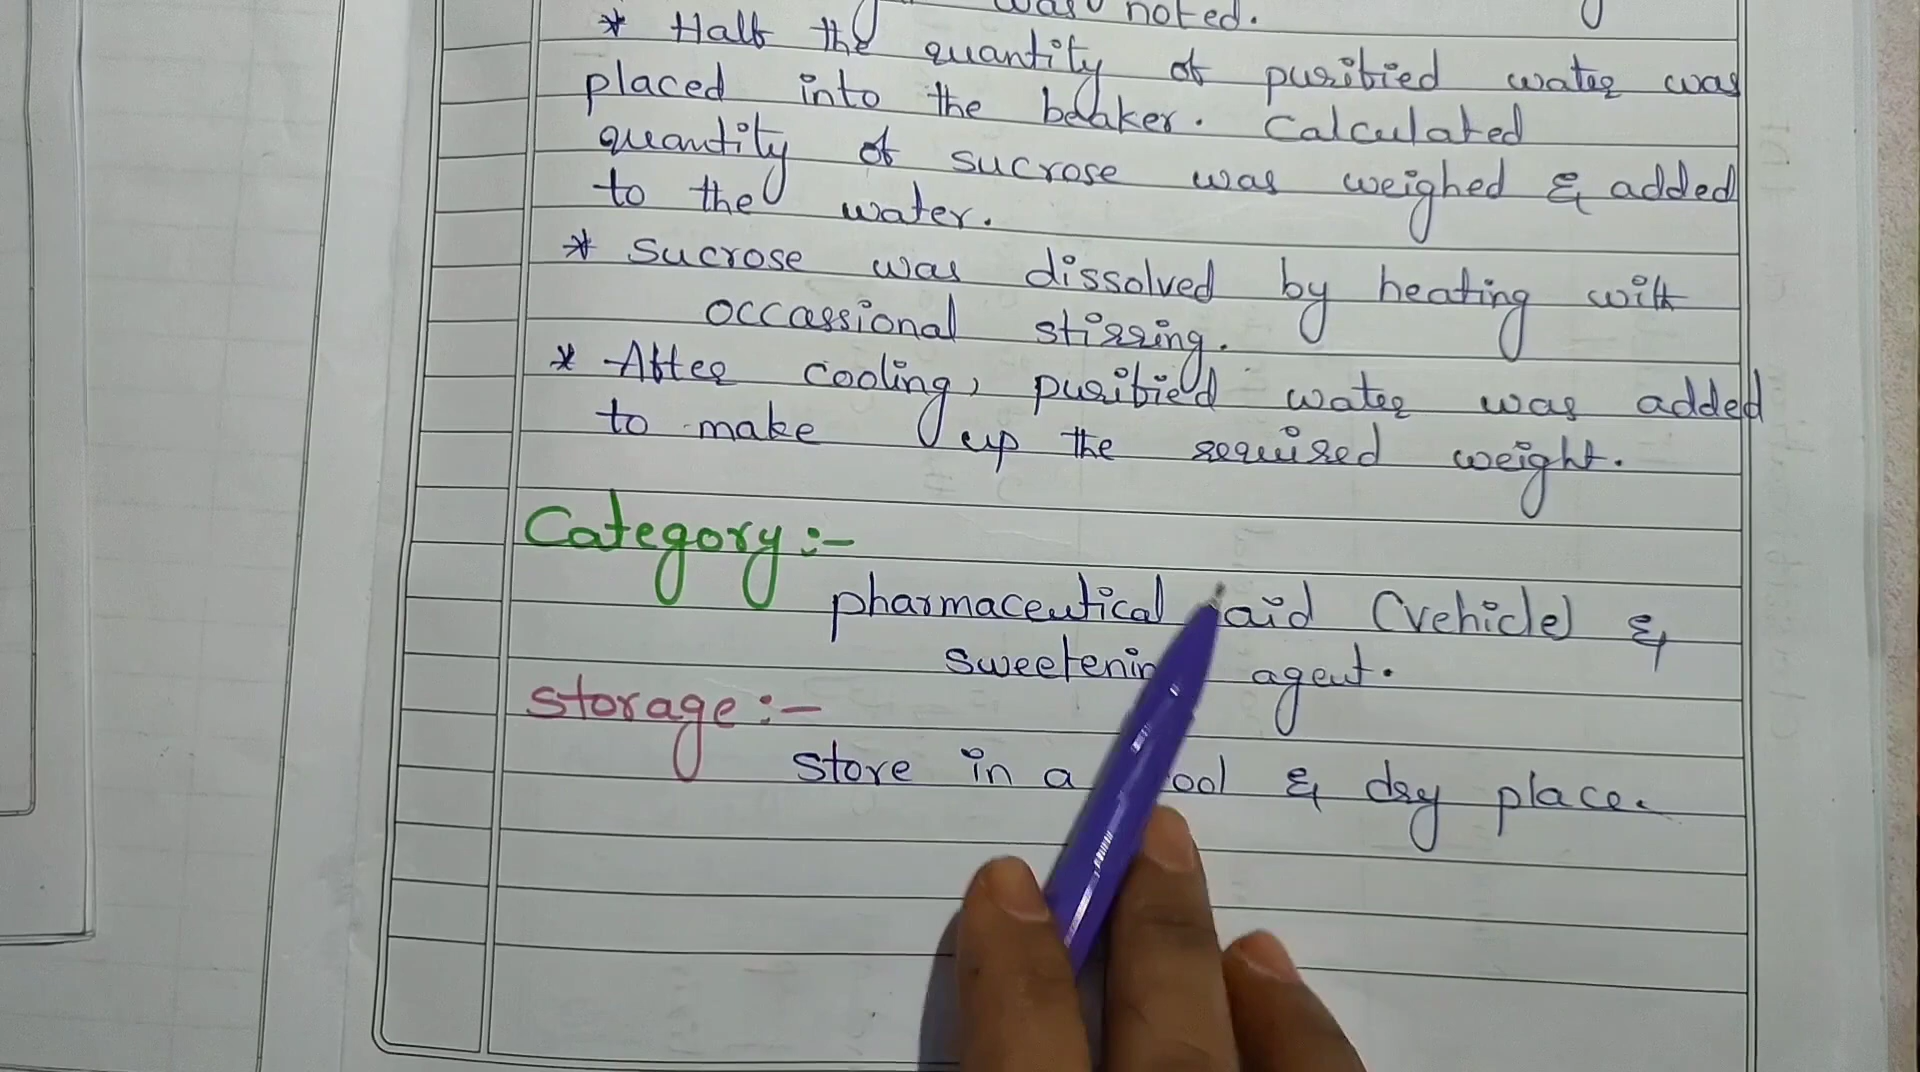 was noted.
* Half the quantity of purified water was
placed into the beaker. Calculated
quantity of sucrose was weighed & added
to the water.
* Sucrose was dissolved by heating with
occassional stirring.
* After cooling, purified water was added
to make up the required weight.
Category:-
pharmaceutical aid (vehicle) &
sweetening agent.
Storage:-
Store in a cool & dry place.